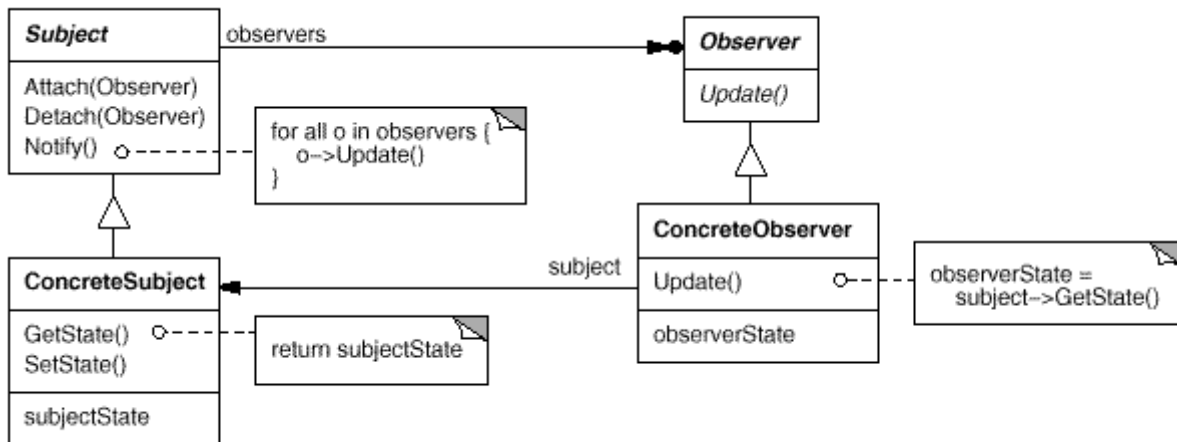 Subject
observers
Observer
Attach(Observer)
Detach(Observer)
Notify()
for all o in observers {
o->Update()
}
Update()
ConcreteSubject
GetState()
SetState()
subjectState
return subjectState
subject
ConcreteObserver
Update()
observerState
observerState =
subject->GetState()